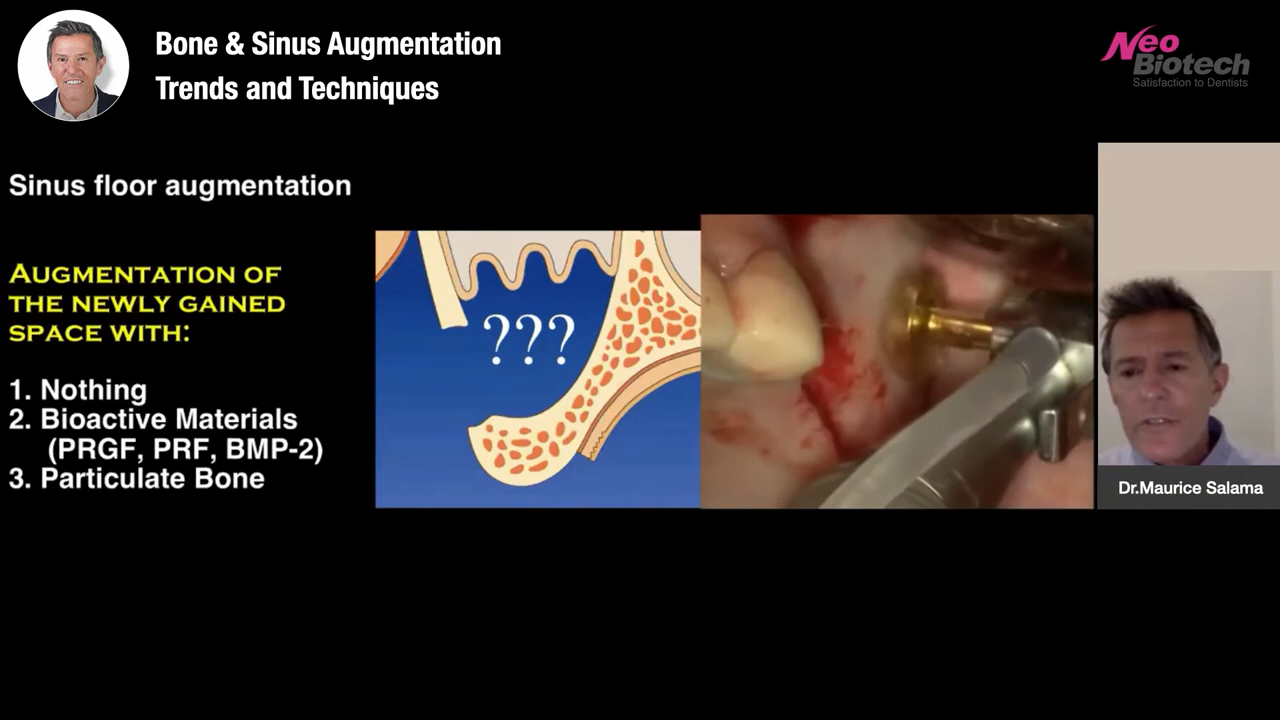 Bone & Sinus Augmentation
Trends and Techniques
Neo
Biotech
Satisfaction to Dentists
Sinus floor augmentation
AUGMENTATION OF
THE NEWLY GAINED
SPACE WITH:
1. Nothing
2. Bioactive Materials
(PRGF, PRF, BMP-2)
3. Particulate Bone
???
Dr.Maurice Salama